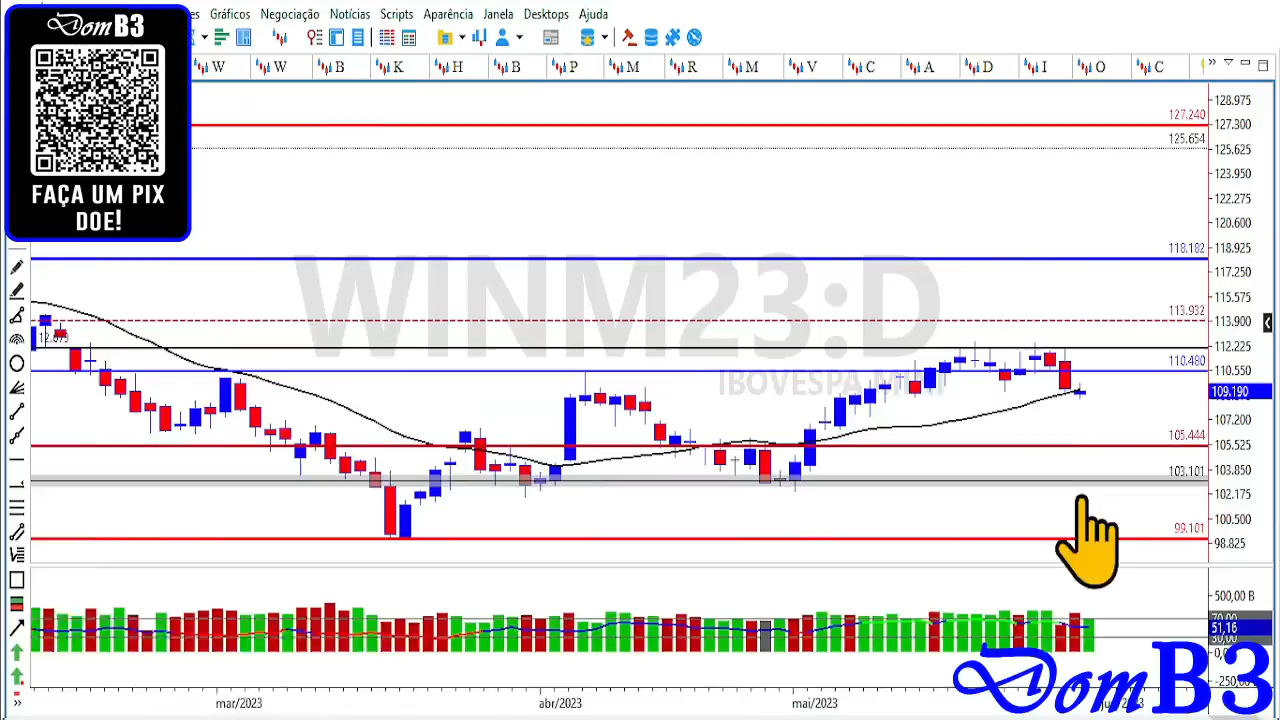 Gráficos Negociação Notícias Scripts Aparência Janela Desktops Ajuda
DomB3
W W B K H B P M R M V C A D I O C
FAÇA UM PIX
DOE!
WINM23:D
IBOVESPA MINI
127.240
125.654
118.182
113.932
110.480
105.444
103.101
99.101
128.975
127.300
125.625
123.950
122.275
120.600
118.925
117.250
115.575
113.900
112.225
110.550
109.190
107.200
105.525
103.850
102.175
100.500
98.825
500,00 B
51,16
mar/2023 abr/2023 mai/2023
DomB3